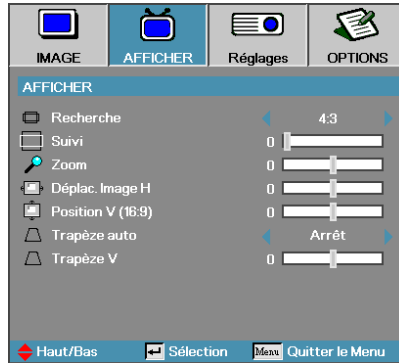 IMAGE AFFICHER Réglages OPTIONS
AFFICHER
Recherche 4:3
Suivi 0
Zoom 0
Déplac. Image H 0
Position V (16:9) 0
Trapèze auto Arrêt
Trapèze V 0
Haut/Bas Sélection Menu Quitter le Menu